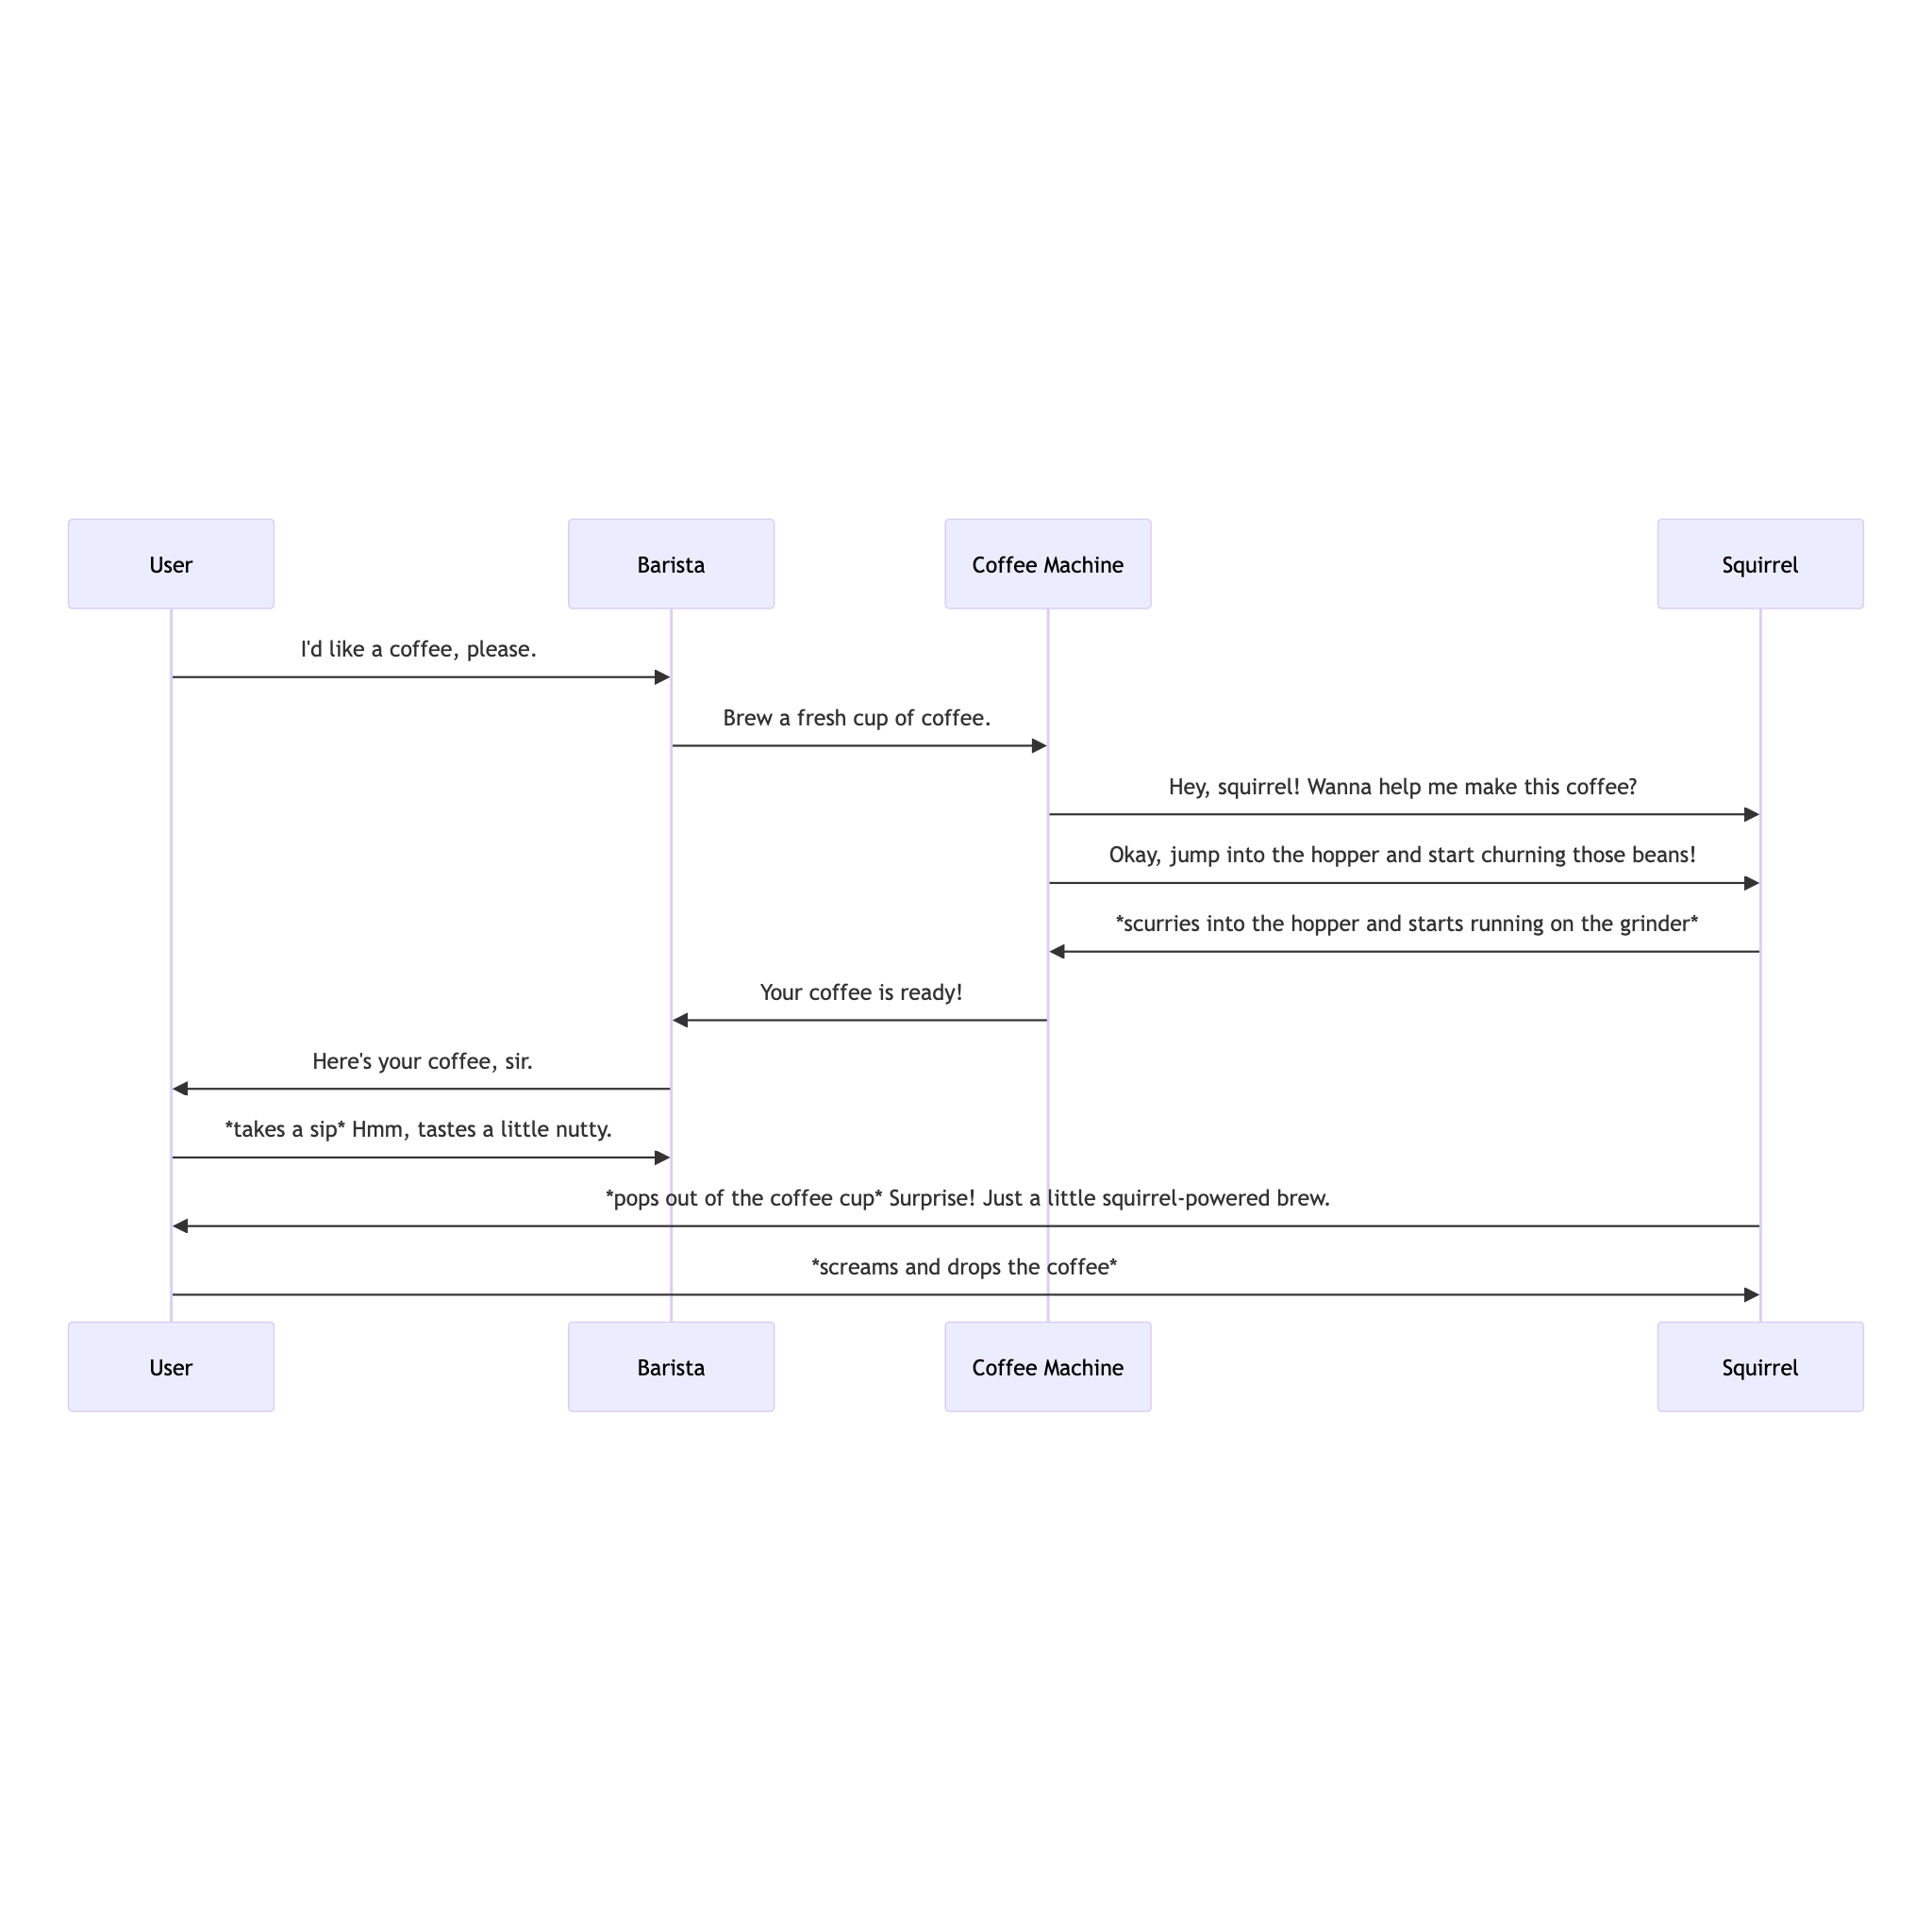 User
Barista
Coffee Machine
Squirrel
I'd like a coffee, please.
Brew a fresh cup of coffee.
Hey, squirrel! Wanna help me make this coffee?
Okay, jump into the hopper and start churning those beans!
*scurries into the hopper and starts running on the grinder*
Your coffee is ready!
Here's your coffee, sir.
*takes a sip* Hmm, tastes a little nutty.
*pops out of the coffee cup* Surprise! Just a little squirrel-powered brew.
*screams and drops the coffee*
User
Barista
Coffee Machine
Squirrel